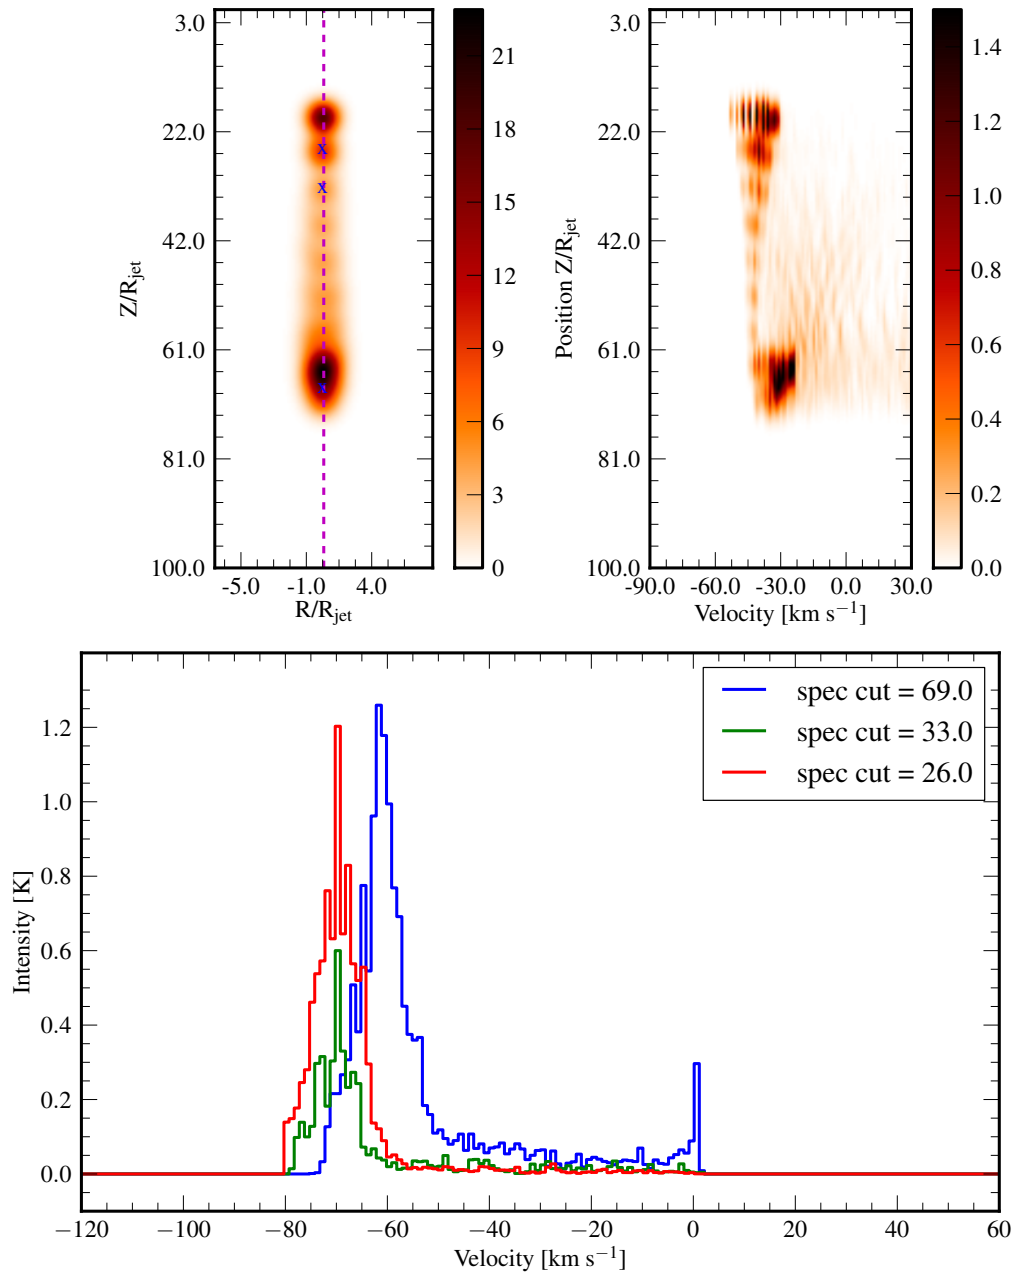 3.0
22.0
42.0
61.0
81.0
100.0
Z/R_jet
-5.0 -1.0 4.0
R/R_jet
x
x
x
21
18
15
12
9
6
3
0
3.0
22.0
42.0
61.0
81.0
100.0
Position Z/R_jet
-90.0 -60.0 -30.0 0.0 30.0
Velocity [km s⁻¹]
1.4
1.2
1.0
0.8
0.6
0.4
0.2
0.0
spec cut = 69.0
spec cut = 33.0
spec cut = 26.0
1.2
1.0
0.8
0.6
0.4
0.2
0.0
Intensity [K]
−120 −100 −80 −60 −40 −20 0 20 40 60
Velocity [km s⁻¹]